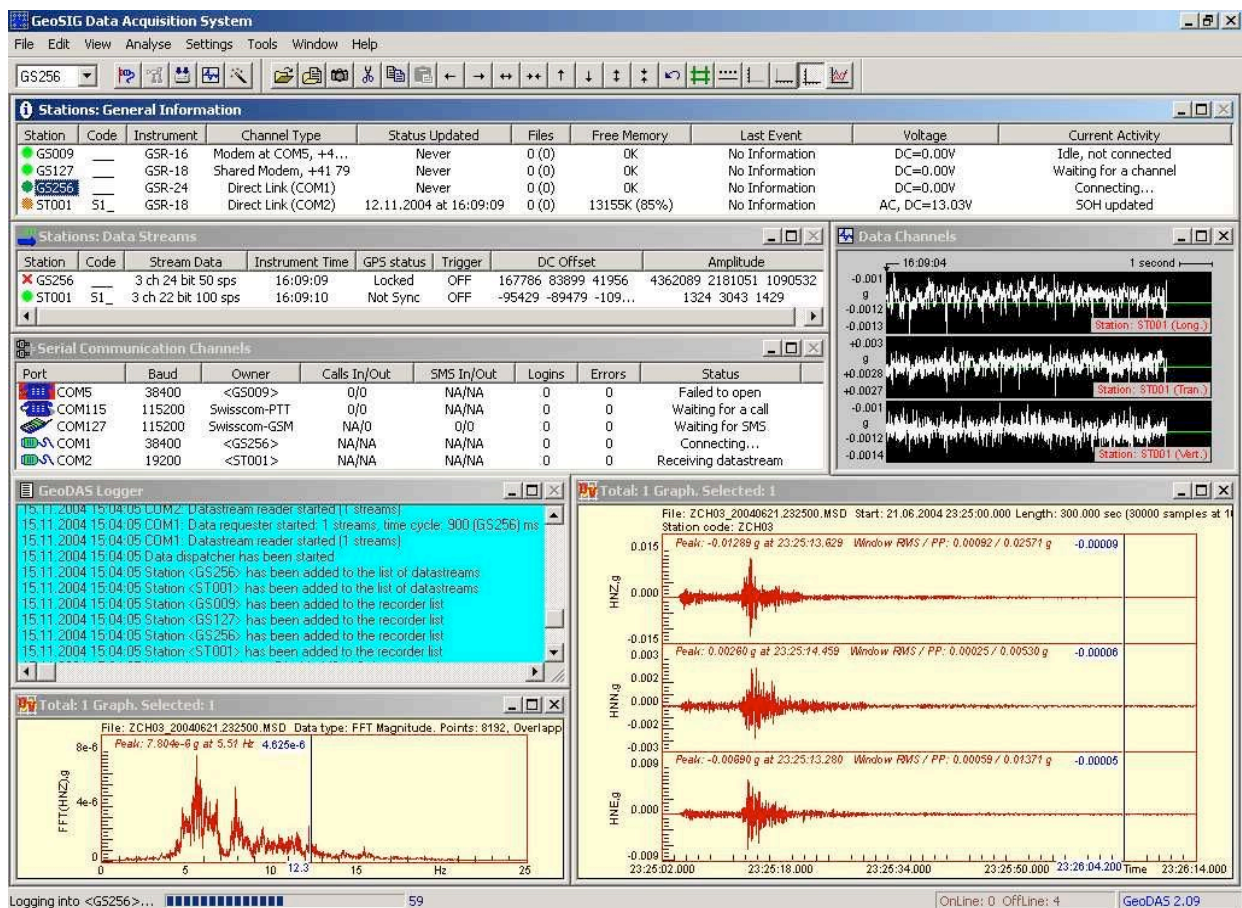 GeoSIG Data Acquisition System
File Edit View Analyse Settings Tools Window Help
GS256
Stations: General Information
Station Code Instrument Channel Type Status Updated Files Free Memory Last Event Voltage Current Activity
GS009 ___ GSR-16 Modem at COM5, +4... Never 0 (0) OK No Information DC=0.00V Idle, not connected
GS127 ___ GSR-18 Shared Modem, +41 79 Never 0 (0) OK No Information DC=0.00V Waiting for a channel
GS256 ___ GSR-24 Direct Link (COM1) Never 0 (0) OK No Information DC=0.00V Connecting...
ST001 S1_ GSR-18 Direct Link (COM2) 12.11.2004 at 16:09:09 0 (0) 13155K (85%) No Information AC, DC=13.03V SOH updated
Stations: Data Streams
Station Code Stream Data Instrument Time GPS status Trigger DC Offset Amplitude
GS256 ___ 3 ch 24 bit 50 sps 16:09:09 Locked OFF 167786 83899 41956 4362089 2181051 1090532
ST001 S1_ 3 ch 22 bit 100 sps 16:09:10 Not Sync OFF -95429 -89479 -109... 1324 3043 1429
Data Channels
16:09:04 1 second
-0.001
g
-0.0012
-0.0013
Station: ST001 (Long.)
+0.003
g
+0.0028
+0.0027
Station: ST001 (Tran.)
-0.001
g
-0.0012
-0.0014
Station: ST001 (Vert.)
Serial Communication Channels
Port Baud Owner Calls In/Out SMS In/Out Logins Errors Status
COM5 38400 <GS009> 0/0 NA/NA 0 0 Failed to open
COM115 115200 Swisscom-PTT 0/0 NA/NA 0 0 Waiting for a call
COM127 115200 Swisscom-GSM NA/0 0/0 0 0 Waiting for SMS
COM1 38400 <GS256> NA/NA NA/NA 0 0 Connecting...
COM2 19200 <ST001> NA/NA NA/NA 0 0 Receiving datastream
GeoDAS Logger
15.11.2004 15:04:05 COM2: Datastream reader started (1 streams)
15.11.2004 15:04:05 COM1: Data requester started: 1 streams, time cycle: 900 (GS256) ms
15.11.2004 15:04:05 COM1: Datastream reader started (1 streams)
15.11.2004 15:04:05 Data dispatcher has been started
15.11.2004 15:04:05 Station <GS256> has been added to the list of datastreams
15.11.2004 15:04:05 Station <ST001> has been added to the list of datastreams
15.11.2004 15:04:05 Station <GS009> has been added to the recorder list
15.11.2004 15:04:05 Station <GS127> has been added to the recorder list
15.11.2004 15:04:05 Station <GS256> has been added to the recorder list
15.11.2004 15:04:05 Station <ST001> has been added to the recorder list
Total: 1 Graph. Selected: 1
File: ZCH03_20040621.232500.MSD Data type: FFT Magnitude. Points: 8192, Overlapp
Peak: 7.804e-6 g at 5.51 Hz 4.625e-6
8e-6
4e-6
0
FFT(HNZ),g
0 5 10 12.3 15 Hz 25
Total: 1 Graph. Selected: 1
File: ZCH03_20040621.232500.MSD Start: 21.06.2004 23:25:00.000 Length: 300.000 sec (30000 samples at 1
Station code: ZCH03
Peak: -0.01289 g at 23:25:13.629 Window RMS / PP: 0.00092 / 0.02571 g -0.00009
0.015
HNZ,g
0.000
-0.015
Peak: 0.00260 g at 23:25:14.459 Window RMS / PP: 0.00025 / 0.00530 g -0.00006
0.003
0.002
HNN,g
0.000
-0.002
-0.003
Peak: -0.00690 g at 23:25:13.280 Window RMS / PP: 0.00059 / 0.01371 g -0.00005
0.009
HNE,g
0.000
-0.009
23:25:02.000 23:25:18.000 23:25:34.000 23:25:50.000 23:26:04.200 Time 23:26:14.000
Logging into <GS256>... 59 OnLine: 0 OffLine: 4 GeoDAS 2.09